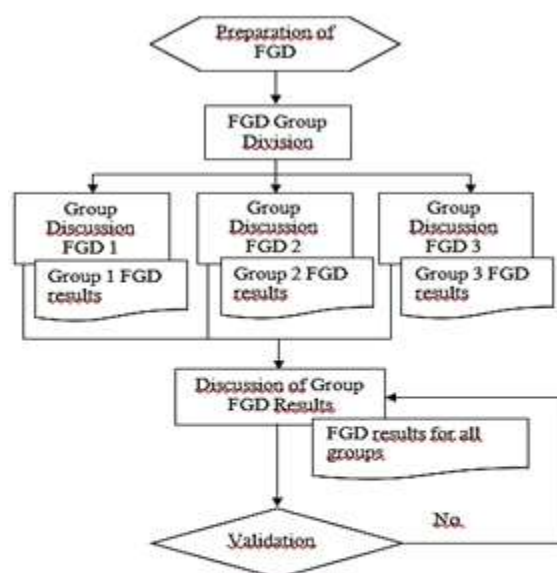 Preparation of
FGD
FGD Group
Division
Group
Discussion
FGD 1
Group 1 FGD
results
Group
Discussion
FGD 2
Group 2 FGD
results
Group
Discussion
FGD 3
Group 3 FGD
results
Discussion of Group
FGD Results
FGD results for all
groups
Validation
No